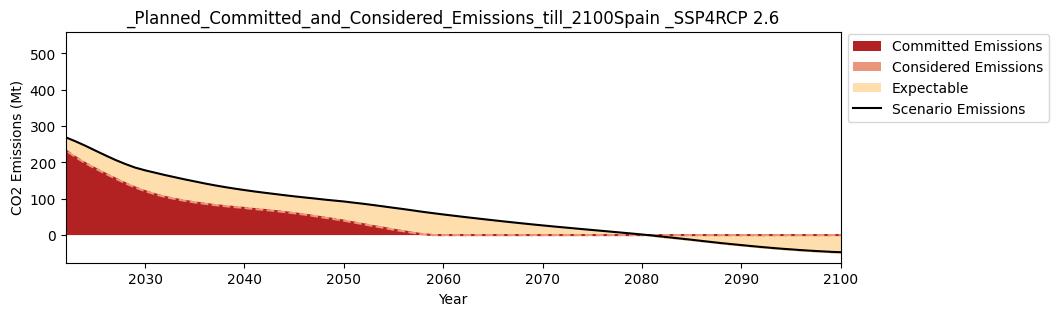 _Planned_Committed_and_Considered_Emissions_till_2100Spain _SSP4RCP 2.6
Committed Emissions
Considered Emissions
Expectable
Scenario Emissions
CO2 Emissions (Mt)
500
400
300
200
100
0
2030 2040 2050 2060 2070 2080 2090 2100
Year